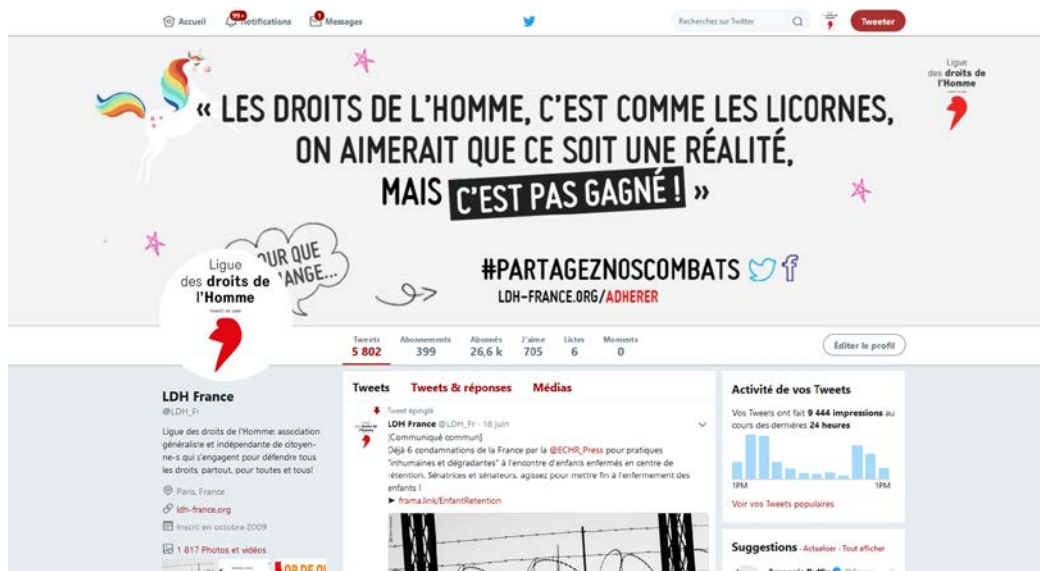 Accueil
99+
Notifications
1
Messages
Recherchez sur Twitter
Tweeter
Ligue
des droits de
l'Homme
« LES DROITS DE L'HOMME, C'EST COMME LES LICORNES,
ON AIMERAIT QUE CE SOIT UNE RÉALITÉ,
MAIS C'EST PAS GAGNÉ ! »
OUR QUE
ANGE...
#PARTAGEZNOSCOMBATS
LDH-FRANCE.ORG/ADHERER
Ligue
des droits de
l'Homme
Tweets Abonnements Abonnés J'aime Listes Moments
5 802 399 26,6 k 705 6 0
Éditer le profil
LDH France
@LDH_Fr
Ligue des droits de l'Homme: association
généraliste et indépendante de citoyen-
ne-s qui s'engagent pour défendre tous
les droits, partout, pour toutes et tous!
Paris, France
ldh-france.org
Inscrit en octobre 2009
1 817 Photos et vidéos
Tweets Tweets & réponses Médias
Tweet épinglé
LDH France @LDH_Fr · 18 juin
[Communiqué commun]
Déjà 6 condamnations de la France par la @ECHR_Press pour pratiques
"inhumaines et dégradantes" à l'encontre d'enfants enfermés en centre de
rétention. Sénatrices et sénateurs, agissez pour mettre fin à l'enfermement des
enfants !
► frama.link/EnfantRetention
Activité de vos Tweets
Vos Tweets ont fait 9 444 impressions au
cours des dernières 24 heures
1PM 1PM
Voir vos Tweets populaires
Suggestions · Actualiser · Tout afficher